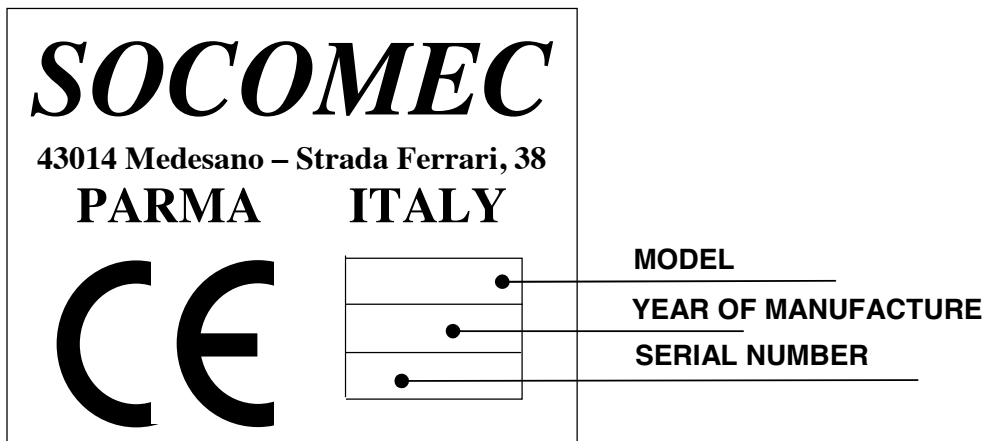 SOCOMEC
43014 Medesano – Strada Ferrari, 38
PARMA ITALY
CE
MODEL
YEAR OF MANUFACTURE
SERIAL NUMBER